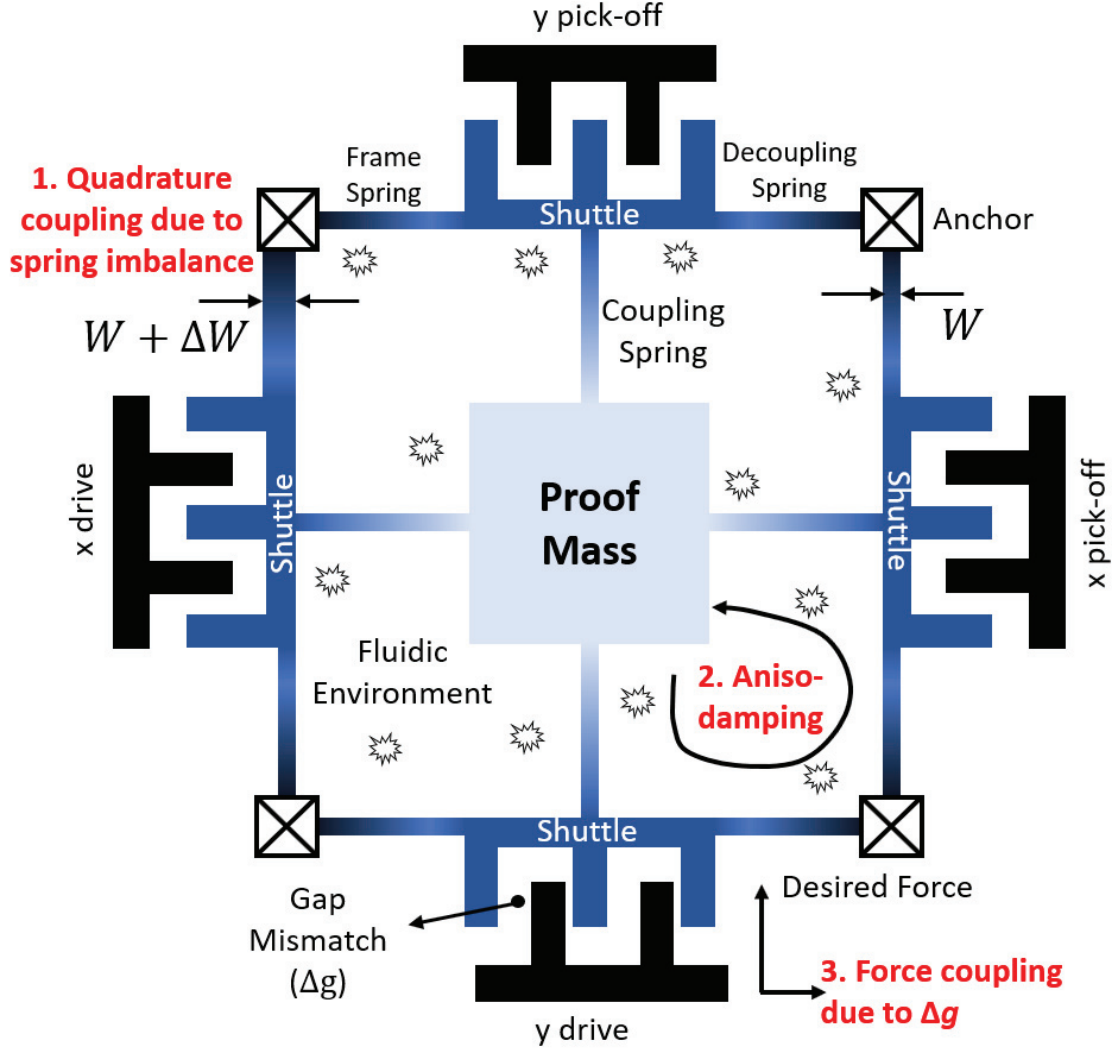 y pick-off
Frame
Spring
Decoupling
Spring
1. Quadrature
coupling due to
spring imbalance
Shuttle
Anchor
W + ΔW
Coupling
Spring
W
x drive
Shuttle
Proof
Mass
Shuttle
x pick-off
Fluidic
Environment
2. Aniso-
damping
Shuttle
Gap
Mismatch
(Δg)
Desired Force
3. Force coupling
due to Δg
y drive